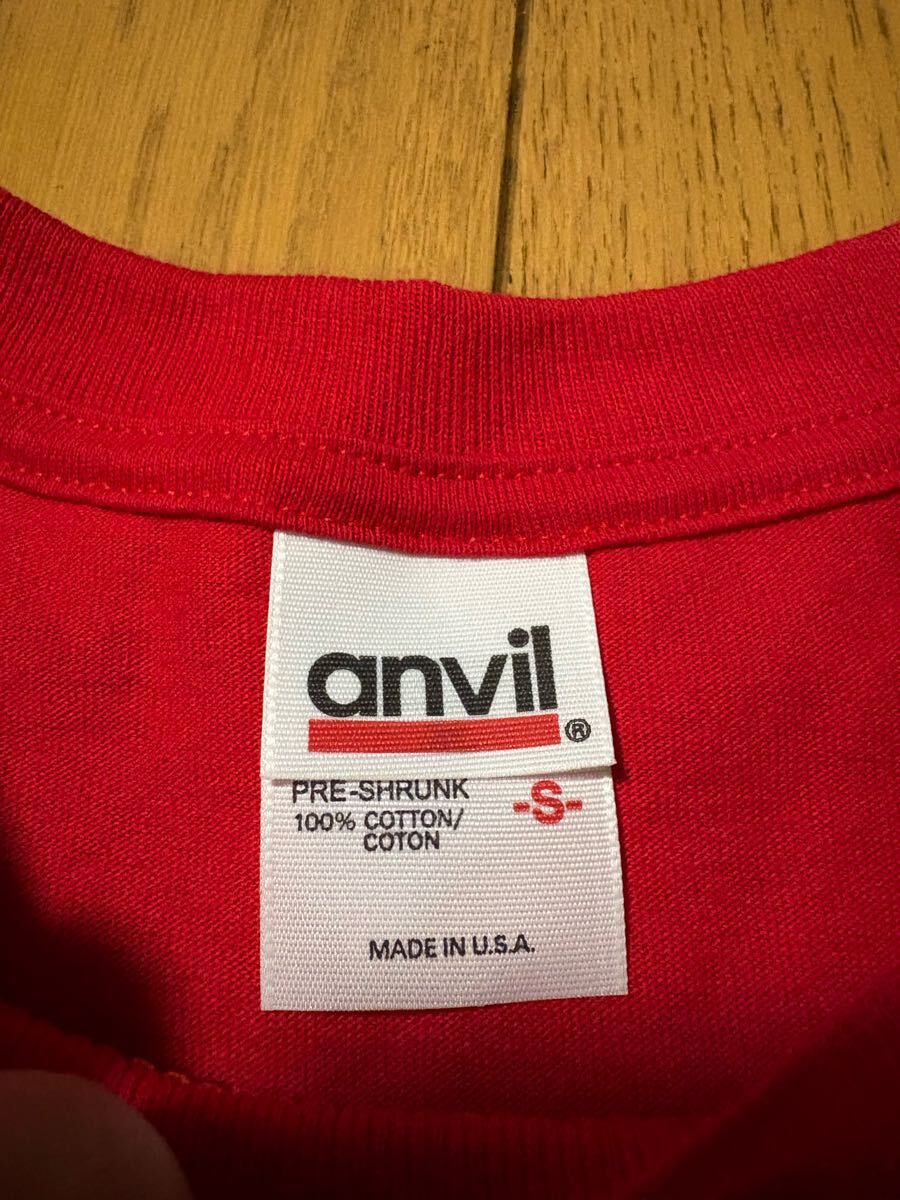 anvil
®
PRE-SHRUNK
-S-
100% COTTON/
COTON
MADE IN U.S.A.